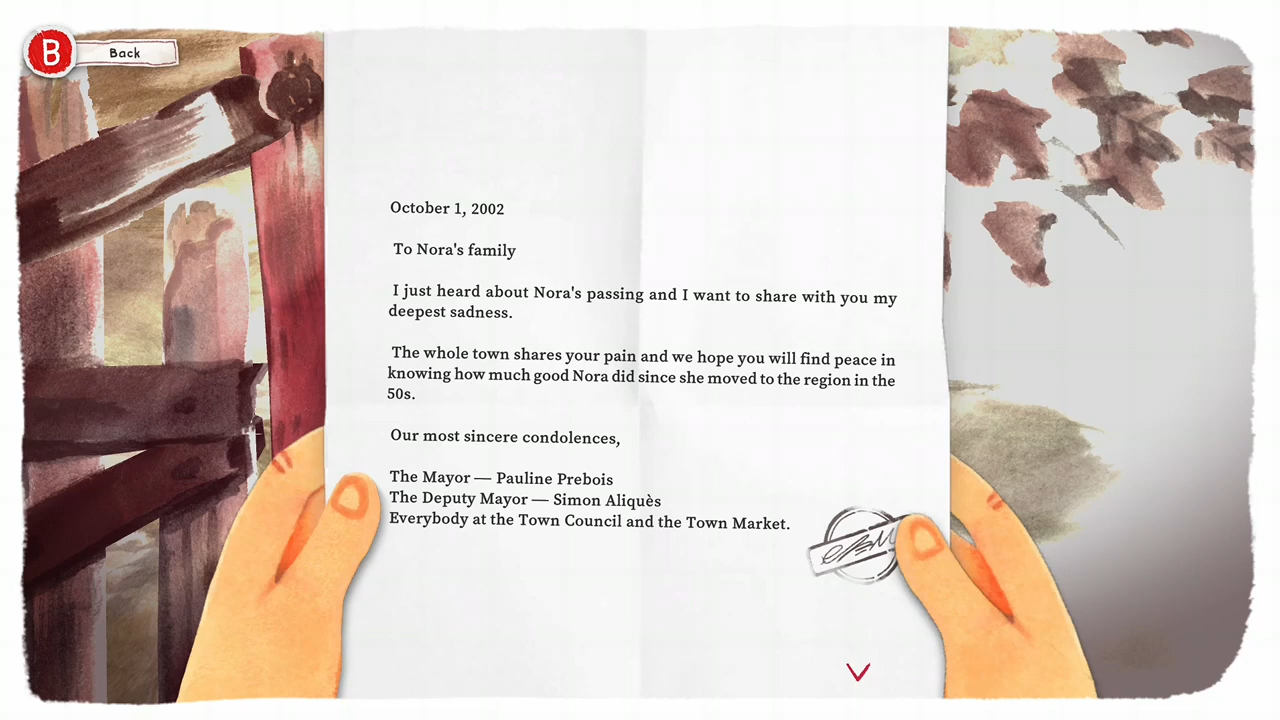 B
Back
October 1, 2002
To Nora's family
I just heard about Nora's passing and I want to share with you my
deepest sadness.
The whole town shares your pain and we hope you will find peace in
knowing how much good Nora did since she moved to the region in the
50s.
Our most sincere condolences,
The Mayor — Pauline Prebois
The Deputy Mayor — Simon Aliquès
Everybody at the Town Council and the Town Market.